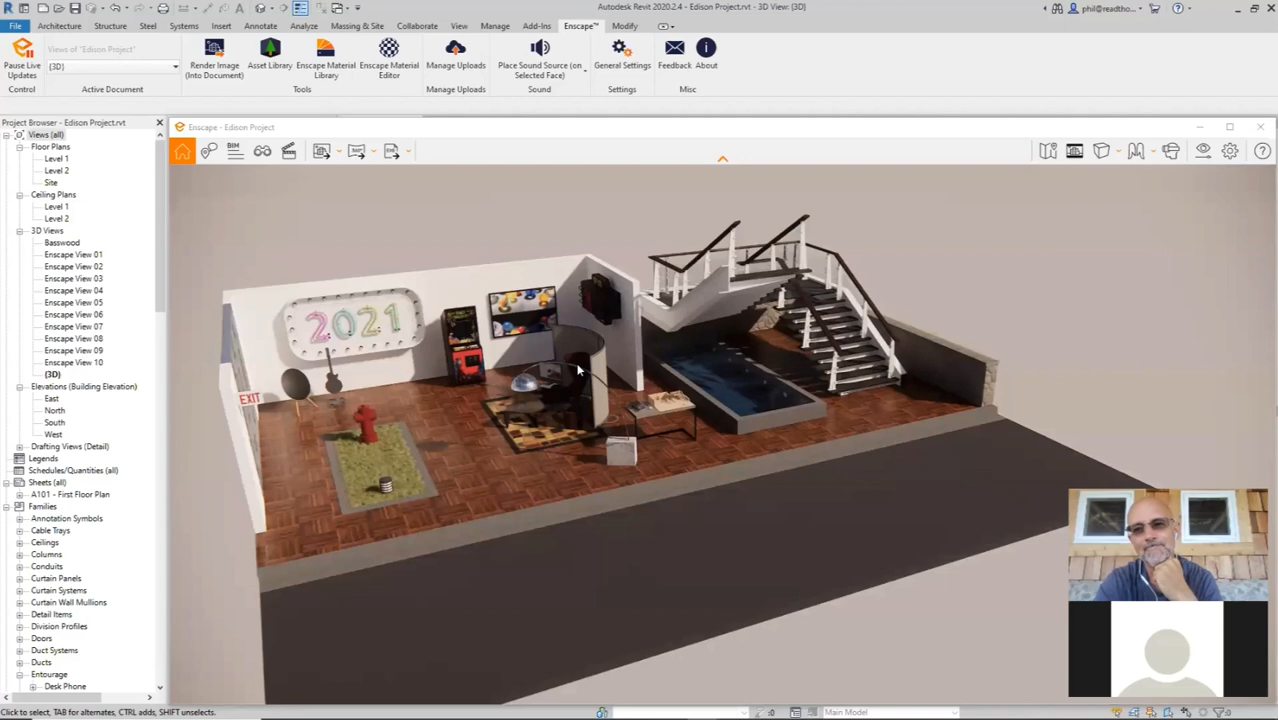 Autodesk Revit 2020.2.4 - Edison Project.rvt - 3D View: {3D}
phil@readtho...
File Architecture Structure Steel Systems Insert Annotate Analyze Massing & Site Collaborate View Manage Add-Ins Enscape™ Modify
Pause Live Updates
Views of "Edison Project"
{3D}
Render Image (Into Document)
Asset Library
Enscape Material Library
Enscape Material Editor
Manage Uploads
Place Sound Source (on Selected Face)
General Settings
Feedback
About
Control Active Document Tools Manage Uploads Sound Settings Misc
Project Browser - Edison Project.rvt
Enscape - Edison Project
BIM
Views (all)
Floor Plans
Level 1
Level 2
Site
Ceiling Plans
Level 1
Level 2
3D Views
Basswood
Enscape View 01
Enscape View 02
Enscape View 03
Enscape View 04
Enscape View 05
Enscape View 06
Enscape View 07
Enscape View 08
Enscape View 09
Enscape View 10
{3D}
Elevations (Building Elevation)
East
North
South
West
Drafting Views (Detail)
Legends
Schedules/Quantities (all)
Sheets (all)
A101 - First Floor Plan
Families
Annotation Symbols
Cable Trays
Ceilings
Columns
Conduits
Curtain Panels
Curtain Systems
Curtain Wall Mullions
Detail Items
Division Profiles
Doors
Duct Systems
Ducts
Entourage
Desk Phone
2021
EXIT
Click to select, TAB for alternates, CTRL adds, SHIFT unselects.
:0
Main Model
:0